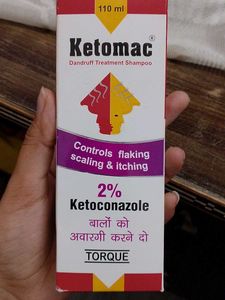 110 ml
Ketomac®
Dandruff Treatment Shampoo
Controls flaking
scaling & itching
2%
Ketoconazole
बालों को
अवारगी करने दो
TORQUE